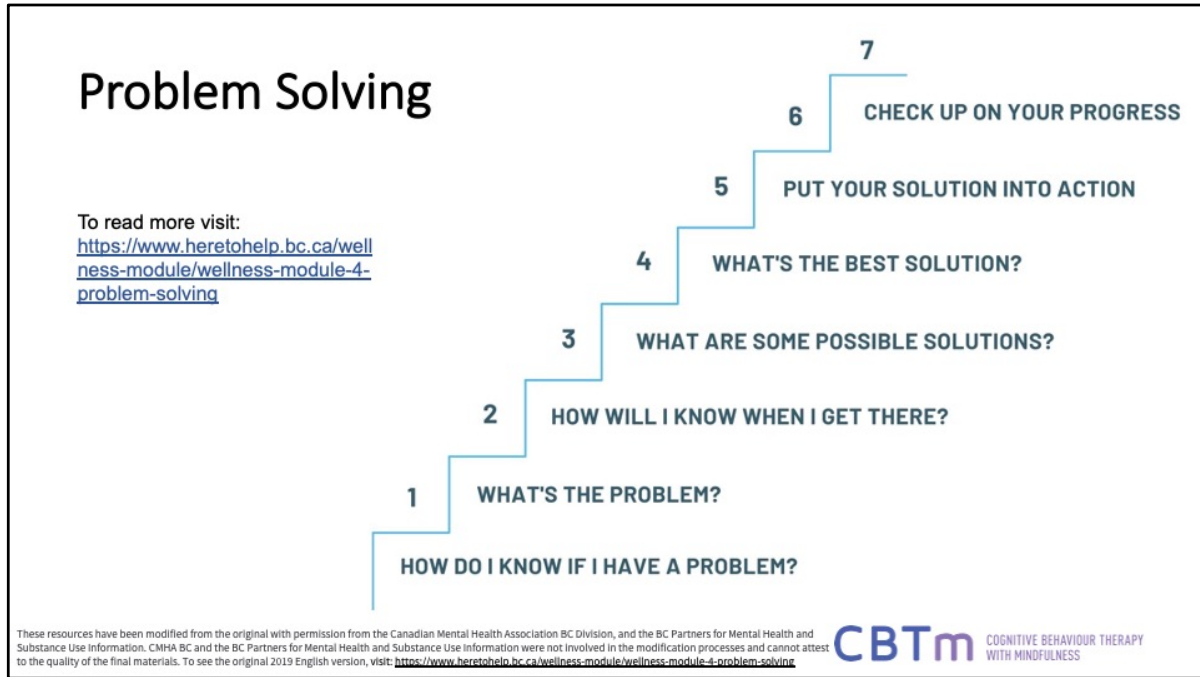 Problem Solving
To read more visit:
https://www.heretohelp.bc.ca/well
ness-module/wellness-module-4-
problem-solving
7
6
CHECK UP ON YOUR PROGRESS
5
PUT YOUR SOLUTION INTO ACTION
4
WHAT'S THE BEST SOLUTION?
3
WHAT ARE SOME POSSIBLE SOLUTIONS?
2
HOW WILL I KNOW WHEN I GET THERE?
1
WHAT'S THE PROBLEM?
HOW DO I KNOW IF I HAVE A PROBLEM?
These resources have been modified from the original with permission from the Canadian Mental Health Association BC Division, and the BC Partners for Mental Health and
Substance Use Information. CMHA BC and the BC Partners for Mental Health and Substance Use Information were not involved in the modification processes and cannot attest
to the quality of the final materials. To see the original 2019 English version, visit: https://www.heretohelp.bc.ca/wellness-module/wellness-module-4-problem-solving
CBTm
COGNITIVE BEHAVIOUR THERAPY
WITH MINDFULNESS